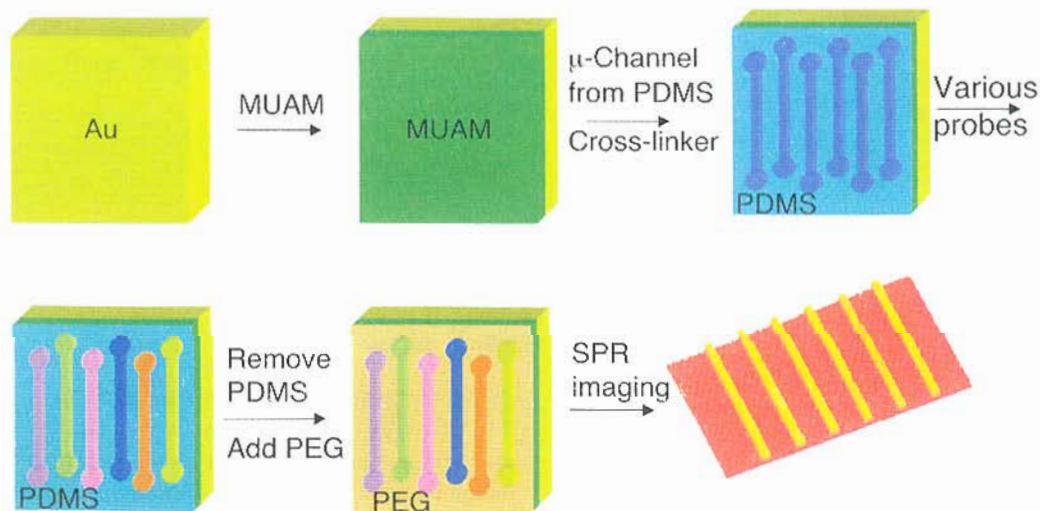 Au
MUAM
MUAM
μ-Channel
from PDMS
Cross-linker
PDMS
Various
probes
PDMS
Remove
PDMS
Add PEG
PEG
SPR
imaging